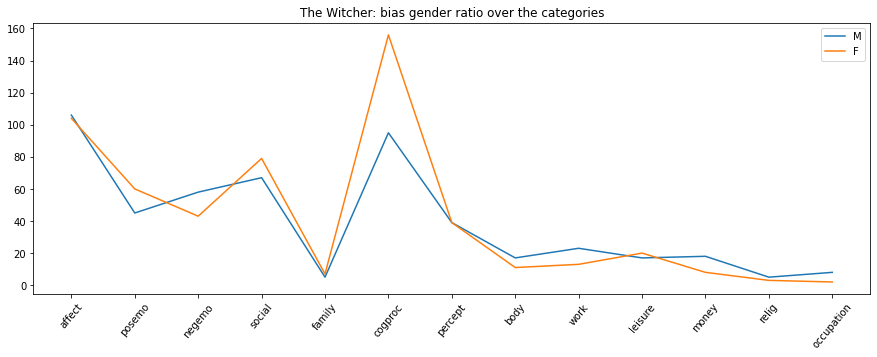 The Witcher: bias gender ratio over the categories
M
F
160
140
120
100
80
60
40
20
0
affect
posemo
negemo
social
family
cogproc
percept
body
work
leisure
money
relig
occupation